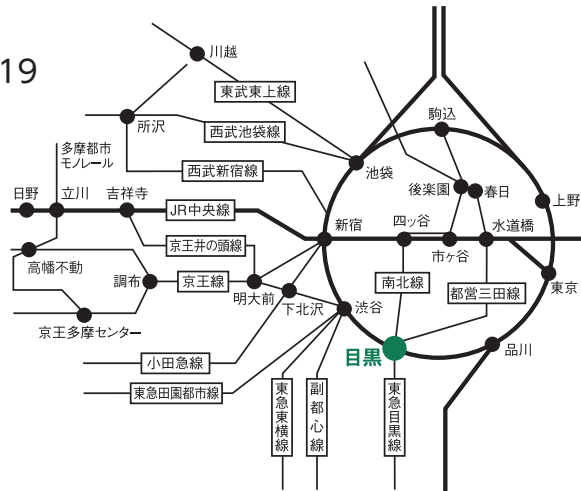 19
川越
東武東上線
所沢
西武池袋線
駒込
多摩都市
モノレール
西武新宿線
池袋
後楽園
春日
上野
日野
立川
吉祥寺
JR中央線
新宿
四ッ谷
水道橋
京王井の頭線
市ヶ谷
高幡不動
調布
京王線
明大前
下北沢
南北線
都営三田線
東京
渋谷
京王多摩センター
目黒
品川
小田急線
東急田園都市線
東急東横線
副都心線
東急目黒線